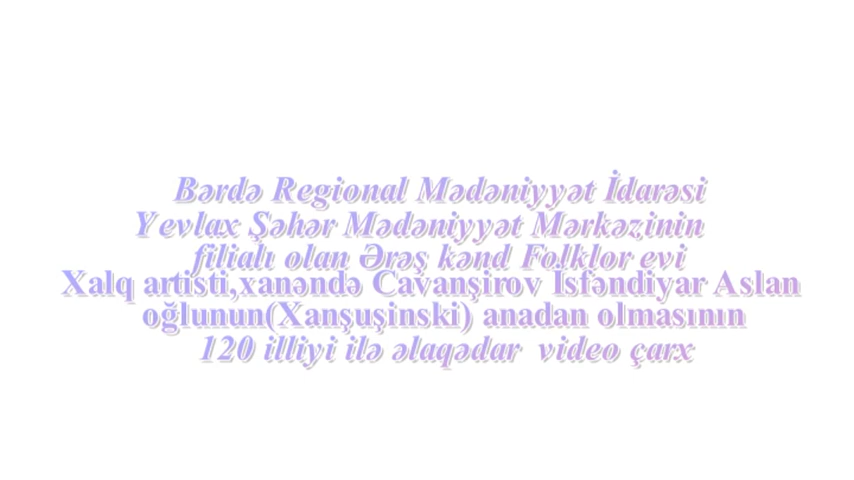 Bərdə Regional Mədəniyyət İdarəsi
Yevlax Şəhər Mədəniyyət Mərkəzinin
filialı olan Ərəş kənd Folklor evi
Xalq artisti,xanəndə Cavanşirov Isfəndiyar Aslan
oğlunun(Xanşuşinski) anadan olmasının
120 illiyi ilə əlaqədar video çarx